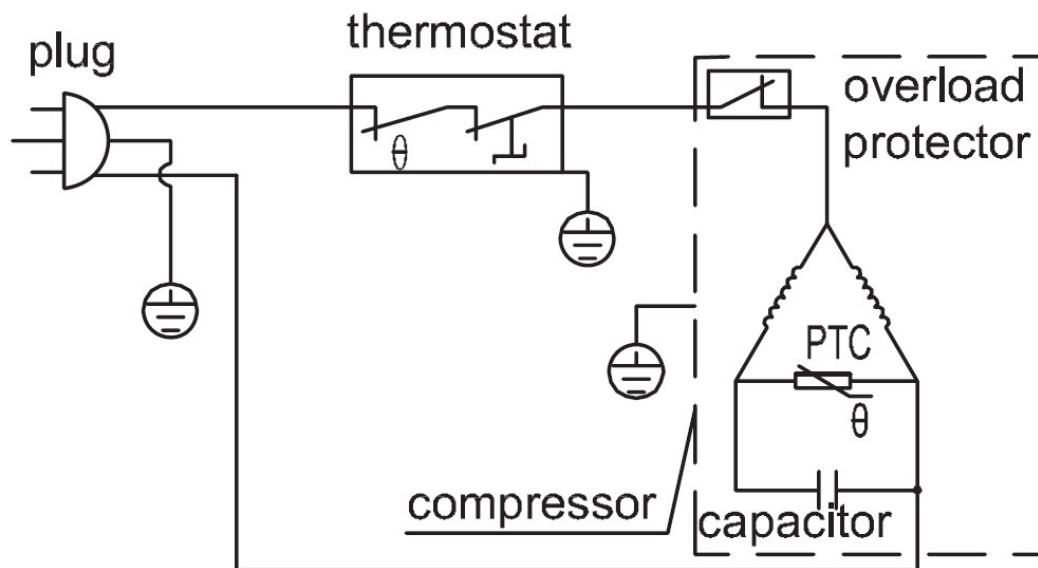 plug
thermostat
θ
overload
protector
PTC
θ
compressor
capacitor